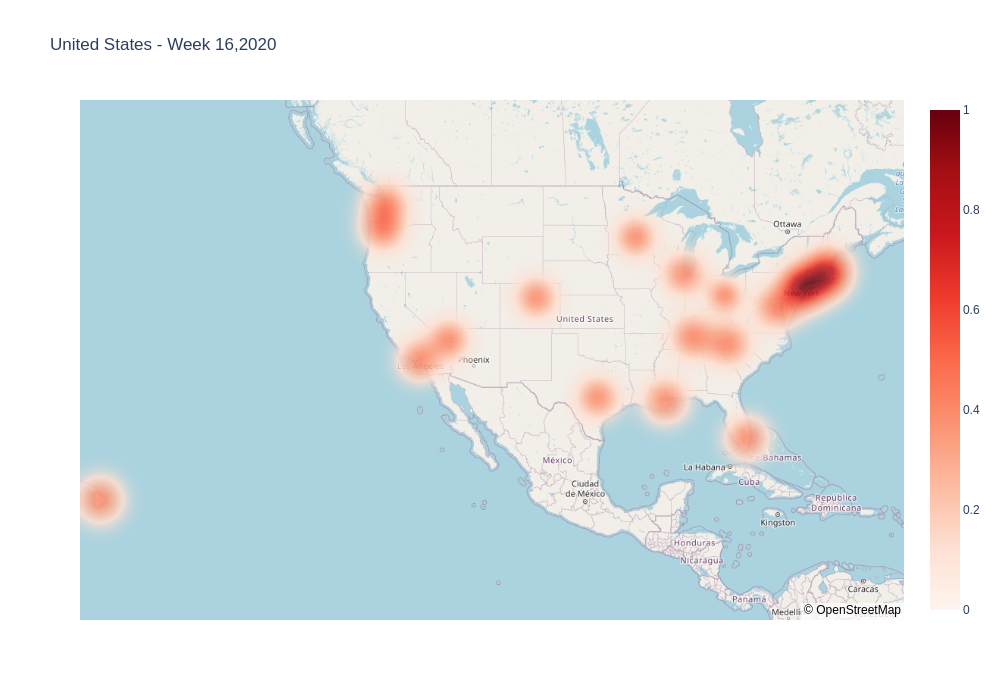 United States - Week 16,2020
1
0.8
0.6
0.4
0.2
0
Ottawa
New York
United States
Phoenix
Los Angeles
México
Ciudad
de México
La Habana
Bahamas
Cuba
República
Dominicana
Kingston
Honduras
Nicaragua
Panamá
Caracas
Medellí
© OpenStreetMap